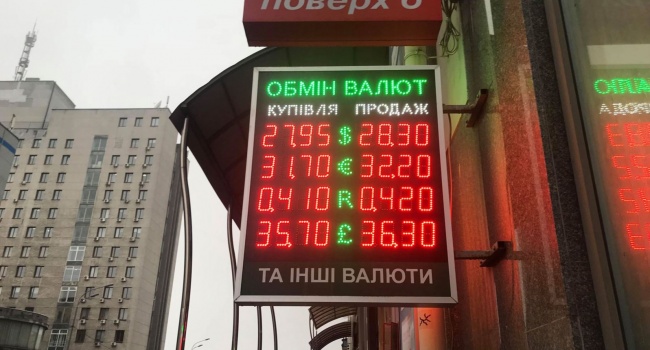 поверх 6
ОБМІН ВАЛЮТ
КУПІВЛЯ ПРОДАЖ
27,95 $ 28,30
31,70 € 32,20
0,410 R 0,420
35,70 £ 36,30
ТА ІНШІ ВАЛЮТИ